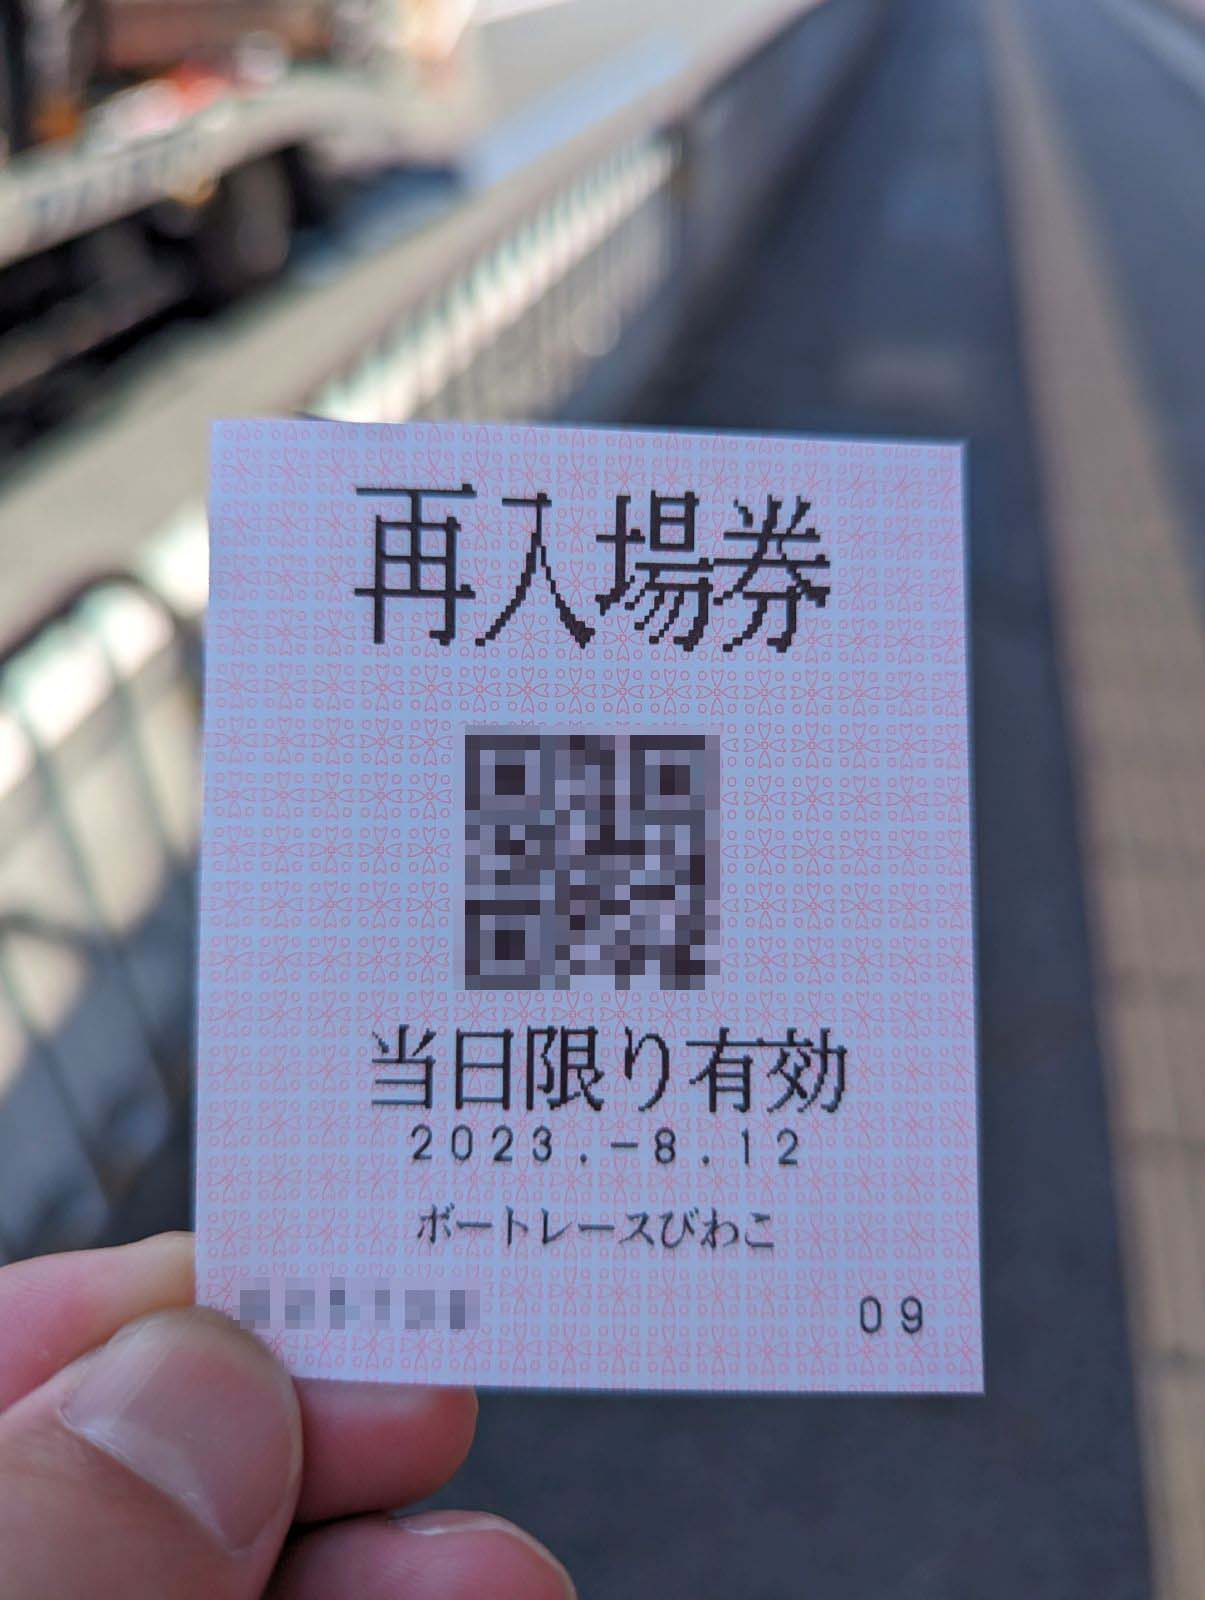 再入場券
当日限り有効
2023.-8.12
ボートレースびわこ
09